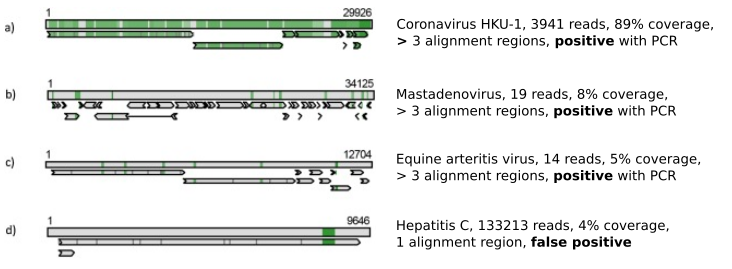 a)
1 29926
Coronavirus HKU-1, 3941 reads, 89% coverage,
> 3 alignment regions, positive with PCR
b)
1 34125
Mastadenovirus, 19 reads, 8% coverage,
> 3 alignment regions, positive with PCR
c)
1 12704
Equine arteritis virus, 14 reads, 5% coverage,
> 3 alignment regions, positive with PCR
d)
1 9646
Hepatitis C, 133213 reads, 4% coverage,
1 alignment region, false positive